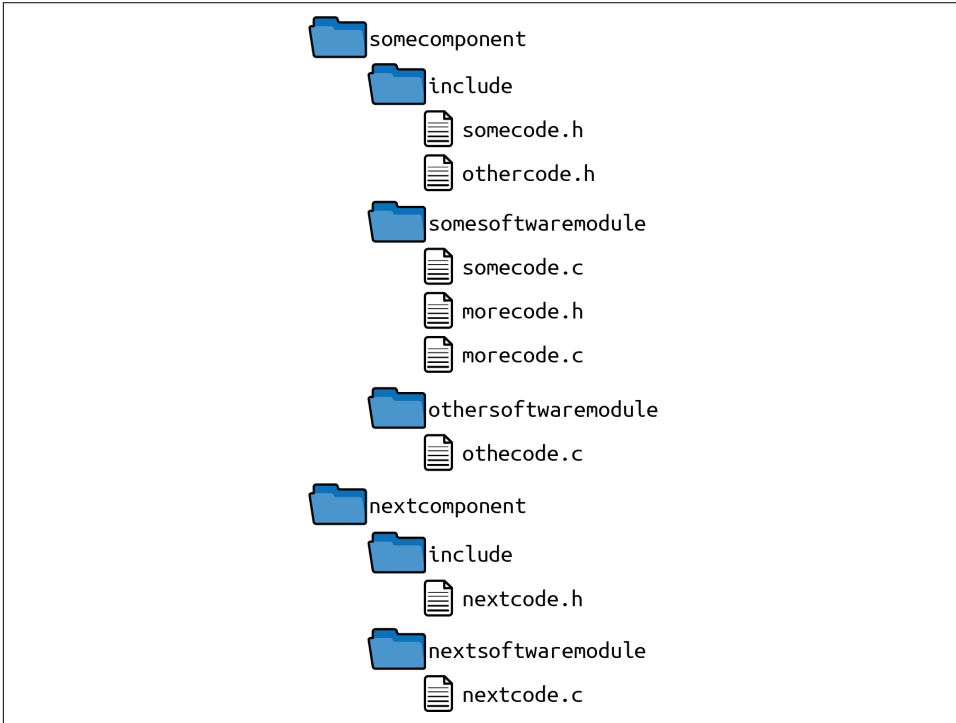 somecomponent
include
somecode.h
othercode.h
somesoftwaremodule
somecode.c
morecode.h
morecode.c
othersoftwaremodule
othecode.c
nextcomponent
include
nextcode.h
nextsoftwaremodule
nextcode.c